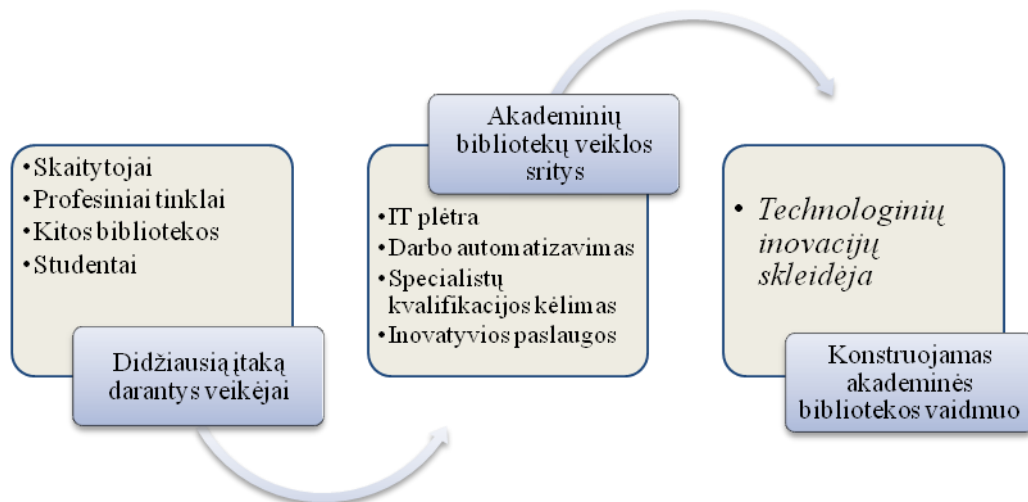 • Skaitytojai
• Profesiniai tinklai
• Kitos bibliotekos
• Studentai
Didžiausią įtaką
darantys veikėjai
Akademinių
bibliotekų veiklos
sritys
• IT plėtra
• Darbo automatizavimas
• Specialistų
kvalifikacijos kėlimas
• Inovatyvios paslaugos
• Technologinių
inovacijų
skleidėja
Konstruojamas
akademinės
bibliotekos vaidmuo